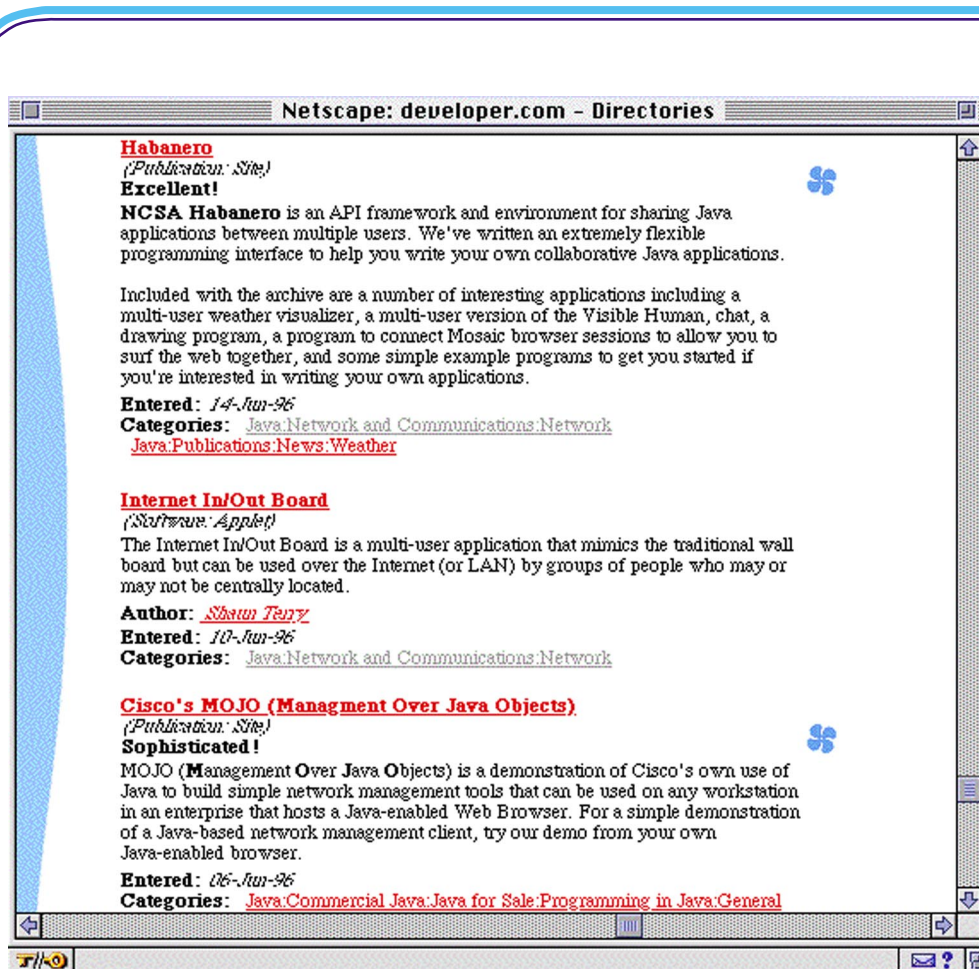 Netscape: developer.com - Directories
Habanero
(Publication: Site)
Excellent!
NCSA Habanero is an API framework and environment for sharing Java
applications between multiple users. We've written an extremely flexible
programming interface to help you write your own collaborative Java applications.
Included with the archive are a number of interesting applications including a
multi-user weather visualizer, a multi-user version of the Visible Human, chat, a
drawing program, a program to connect Mosaic browser sessions to allow you to
surf the web together, and some simple example programs to get you started if
you're interested in writing your own applications.
Entered: 14-Jun-96
Categories: Java:Network and Communications:Network
Java:Publications:News:Weather
Internet In/Out Board
(Software: Applet)
The Internet In/Out Board is a multi-user application that mimics the traditional wall
board but can be used over the Internet (or LAN) by groups of people who may or
may not be centrally located.
Author: Shaun Terry
Entered: 10-Jun-96
Categories: Java:Network and Communications:Network
Cisco's MOJO (Managment Over Java Objects)
(Publication: Site)
Sophisticated!
MOJO (Management Over Java Objects) is a demonstration of Cisco's own use of
Java to build simple network management tools that can be used on any workstation
in an enterprise that hosts a Java-enabled Web Browser. For a simple demonstration
of a Java-based network management client, try our demo from your own
Java-enabled browser.
Entered: 06-Jun-96
Categories: Java:Commercial Java:Java for Sale:Programming in Java:General